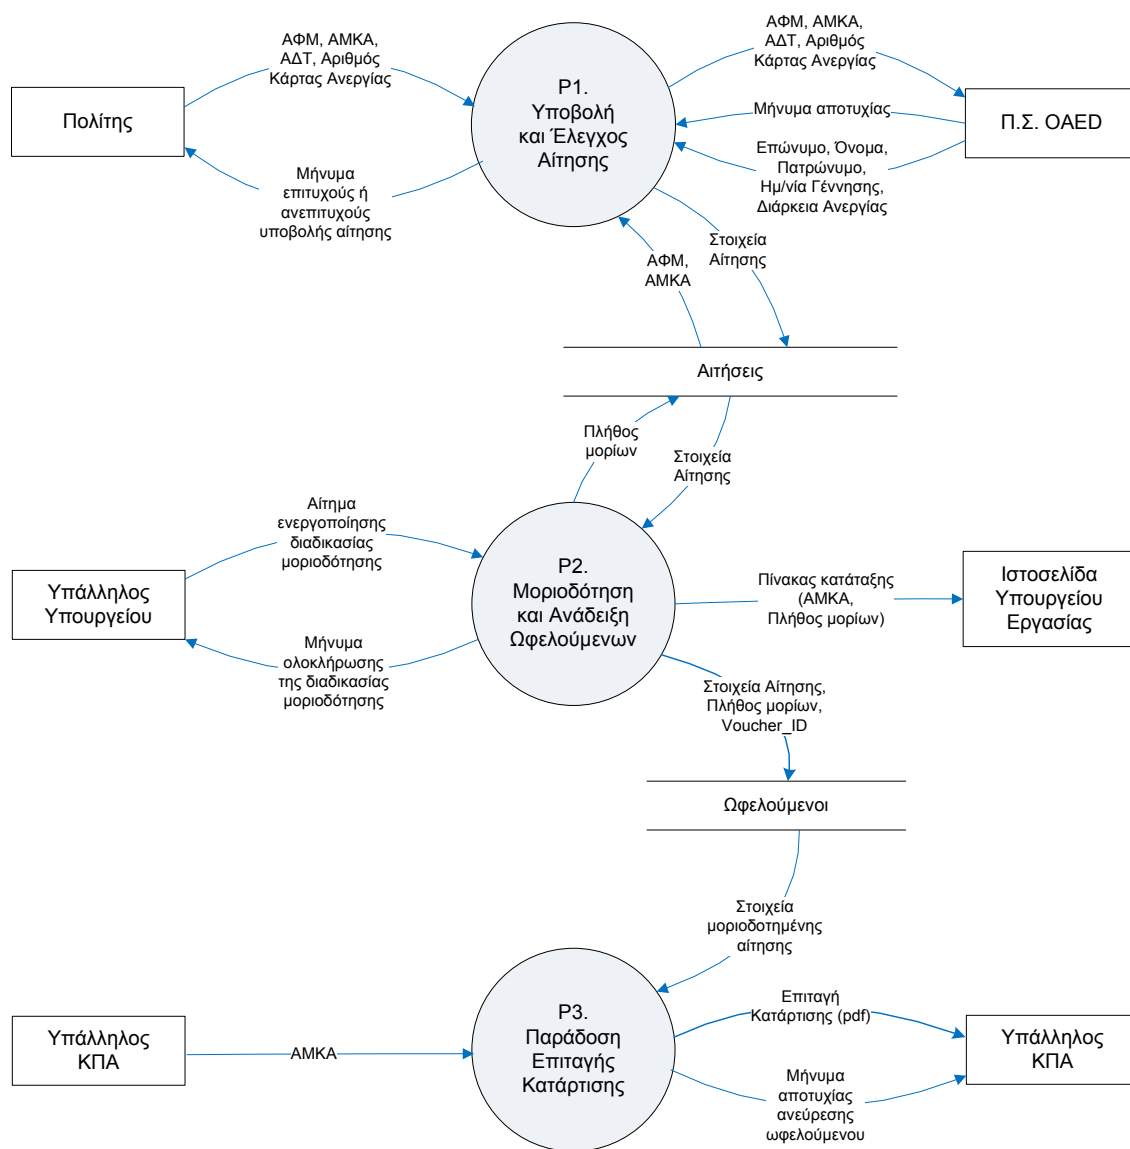 ΑΦΜ, ΑΜΚΑ,
ΑΔΤ, Αριθμός
Κάρτας Ανεργίας
Πολίτης
Μήνυμα
επιτυχούς ή
ανεπιτυχούς
υποβολής αίτησης
P1.
Υποβολή
και Έλεγχος
Αίτησης
ΑΦΜ, ΑΜΚΑ,
ΑΔΤ, Αριθμός
Κάρτας Ανεργίας
Μήνυμα αποτυχίας
Επώνυμο, Όνομα,
Πατρώνυμο,
Ημ/νία Γέννησης,
Διάρκεια Ανεργίας
Π.Σ. OAED
ΑΦΜ,
ΑΜΚΑ
Στοιχεία
Αίτησης
Αιτήσεις
Πλήθος
μορίων
Στοιχεία
Αίτησης
Αίτημα
ενεργοποίησης
διαδικασίας
μοριοδότησης
Υπάλληλος
Υπουργείου
Μήνυμα
ολοκλήρωσης
της διαδικασίας
μοριοδότησης
P2.
Μοριοδότηση
και Ανάδειξη
Ωφελούμενων
Πίνακας κατάταξης
(ΑΜΚΑ,
Πλήθος μορίων)
Ιστοσελίδα
Υπουργείου
Εργασίας
Στοιχεία Αίτησης,
Πλήθος μορίων,
Voucher_ID
Ωφελούμενοι
Στοιχεία
μοριοδοτημένης
αίτησης
Υπάλληλος
ΚΠΑ
ΑΜΚΑ
P3.
Παράδοση
Επιταγής
Κατάρτισης
Επιταγή
Κατάρτισης (pdf)
Μήνυμα
αποτυχίας
ανεύρεσης
ωφελούμενου
Υπάλληλος
ΚΠΑ